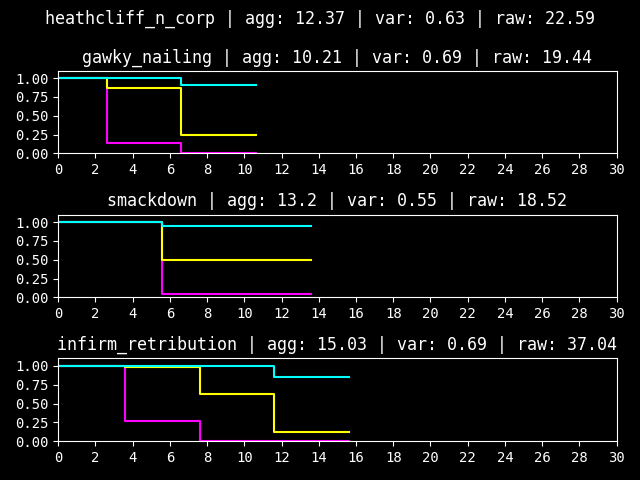 heathcliff_n_corp | agg: 12.37 | var: 0.63 | raw: 22.59
gawky_nailing | agg: 10.21 | var: 0.69 | raw: 19.44
1.00
0.75
0.50
0.25
0.00
0 2 4 6 8 10 12 14 16 18 20 22 24 26 28 30
smackdown | agg: 13.2 | var: 0.55 | raw: 18.52
1.00
0.75
0.50
0.25
0.00
0 2 4 6 8 10 12 14 16 18 20 22 24 26 28 30
infirm_retribution | agg: 15.03 | var: 0.69 | raw: 37.04
1.00
0.75
0.50
0.25
0.00
0 2 4 6 8 10 12 14 16 18 20 22 24 26 28 30